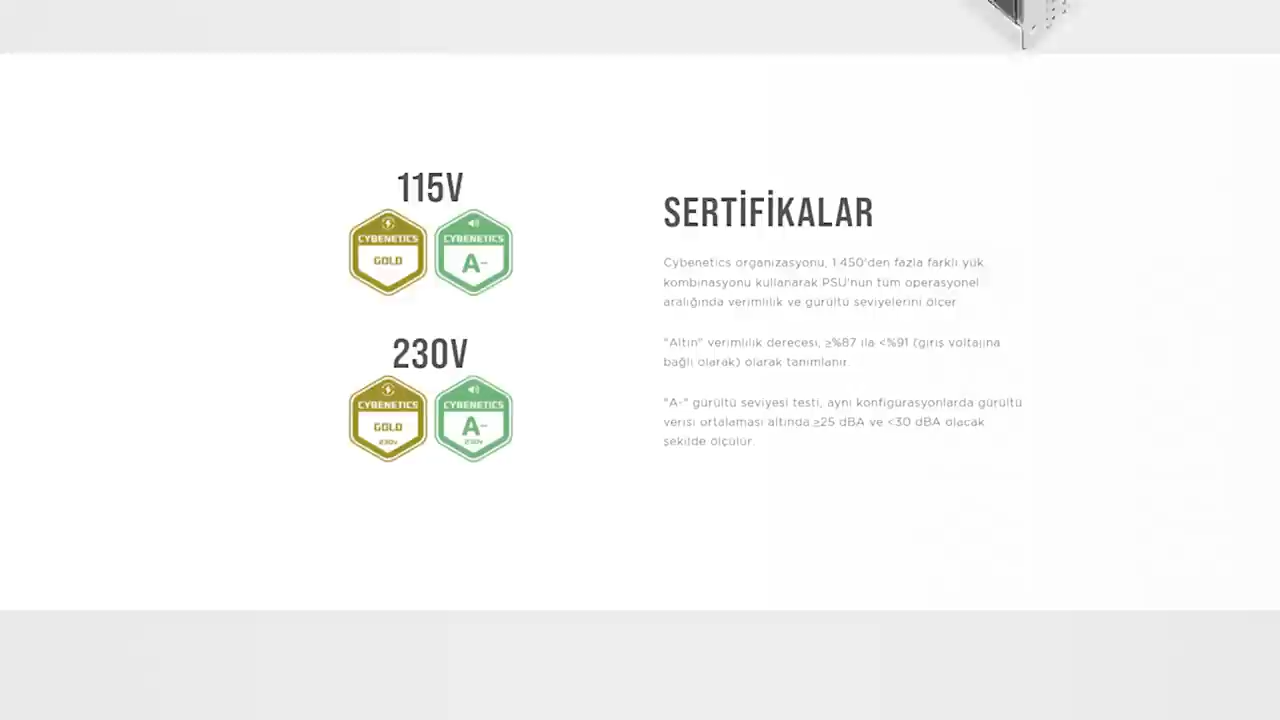 115V
CYBENETICS
GOLD
CYBENETICS
A-
230V
CYBENETICS
GOLD
230V
CYBENETICS
A-
230V
SERTİFİKALAR
Cybenetics organizasyonu, 1.450'den fazla farklı yük
kombinasyonu kullanarak PSU'nun tüm operasyonel
aralığında verimlilik ve gürültü seviyelerini ölçer.
"Altın" verimlilik derecesi, ≥%87 ila <%91 (giriş voltajına
bağlı olarak) olarak tanımlanır.
"A-" gürültü seviyesi testi, aynı konfigürasyonlarda gürültü
verisi ortalaması altında ≥25 dBA ve <30 dBA olacak
şekilde ölçülür.